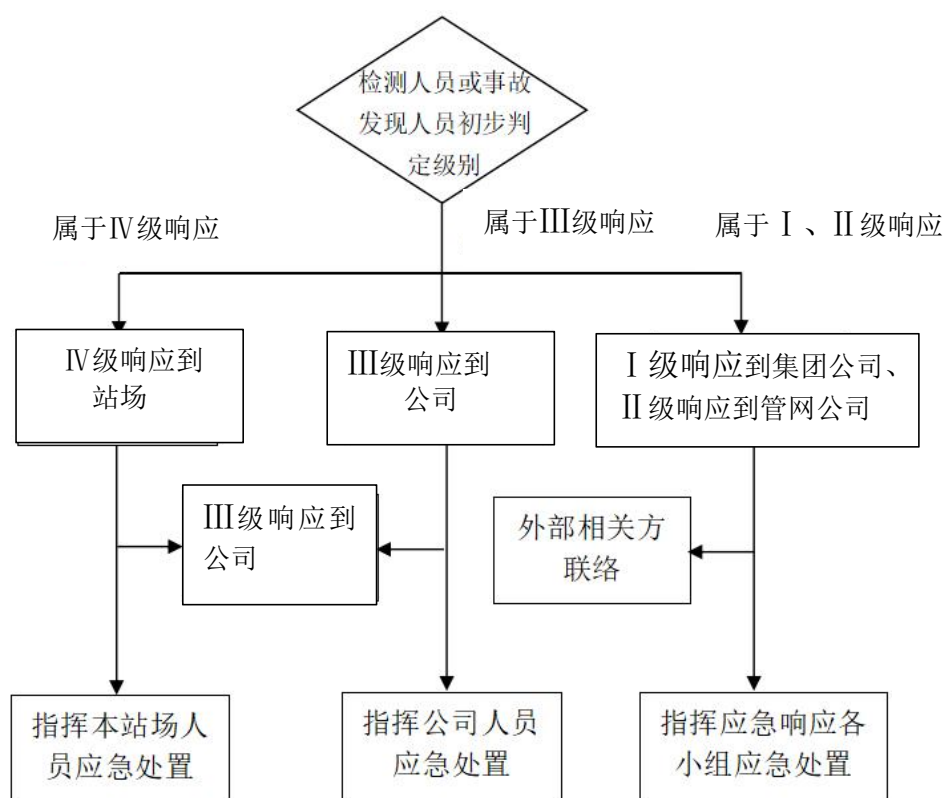 检测人员或事故
发现人员初步判
定级别
属于Ⅳ级响应
属于Ⅲ级响应
属于Ⅰ、Ⅱ级响应
Ⅳ级响应到
站场
Ⅲ级响应到
公司
Ⅰ级响应到集团公司、
Ⅱ级响应到管网公司
Ⅲ级响应到
公司
外部相关方
联络
指挥本站场人
员应急处置
指挥公司人员
应急处置
指挥应急响应各
小组应急处置